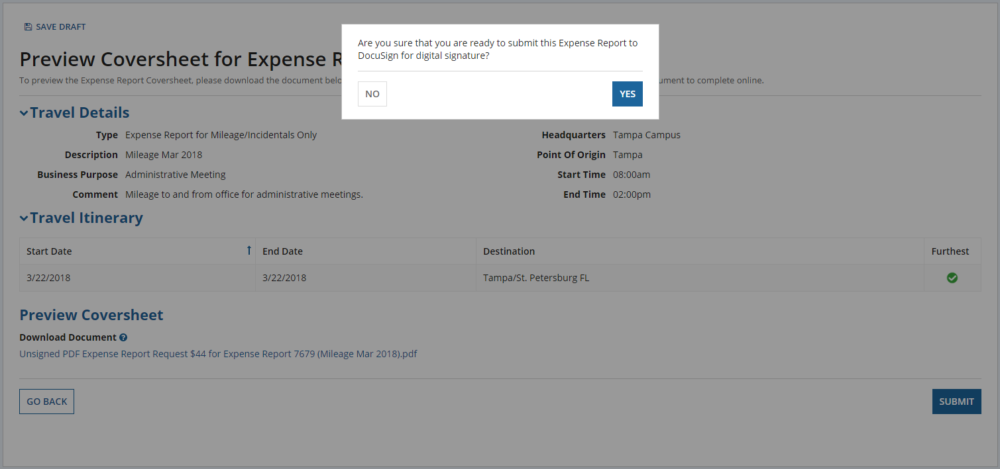 SAVE DRAFT
Are you sure that you are ready to submit this Expense Report to
DocuSign for digital signature?
NO YES
Preview Coversheet for Expense
To preview the Expense Report Coversheet, please download the document to complete online.
Travel Details
Type Expense Report for Mileage/Incidentals Only Headquarters Tampa Campus
Description Mileage Mar 2018 Point Of Origin Tampa
Business Purpose Administrative Meeting Start Time 08:00am
Comment Mileage to and from office for administrative meetings. End Time 02:00pm
Travel Itinerary
Start Date End Date Destination Furthest
3/22/2018 3/22/2018 Tampa/St. Petersburg FL
Preview Coversheet
Download Document
Unsigned PDF Expense Report Request $44 for Expense Report 7679 (Mileage Mar 2018).pdf
GO BACK SUBMIT